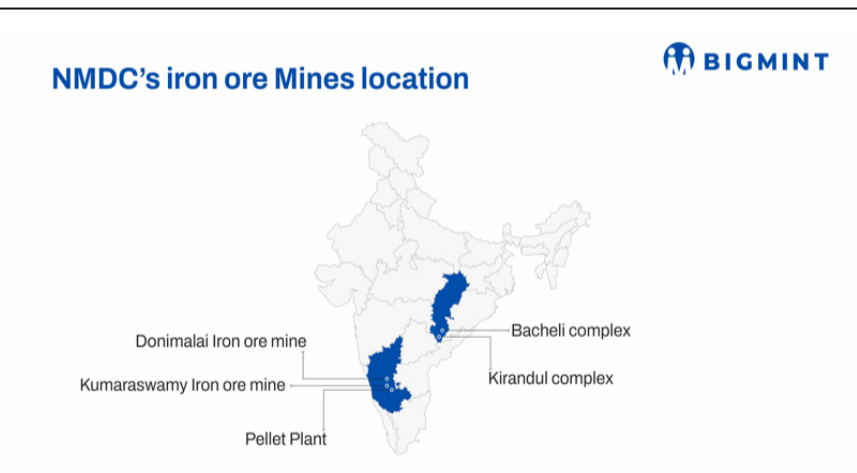 BIGMINT
NMDC's iron ore Mines location
Bacheli complex
Donimalai Iron ore mine
Kirandul complex
Kumaraswamy Iron ore mine
Pellet Plant